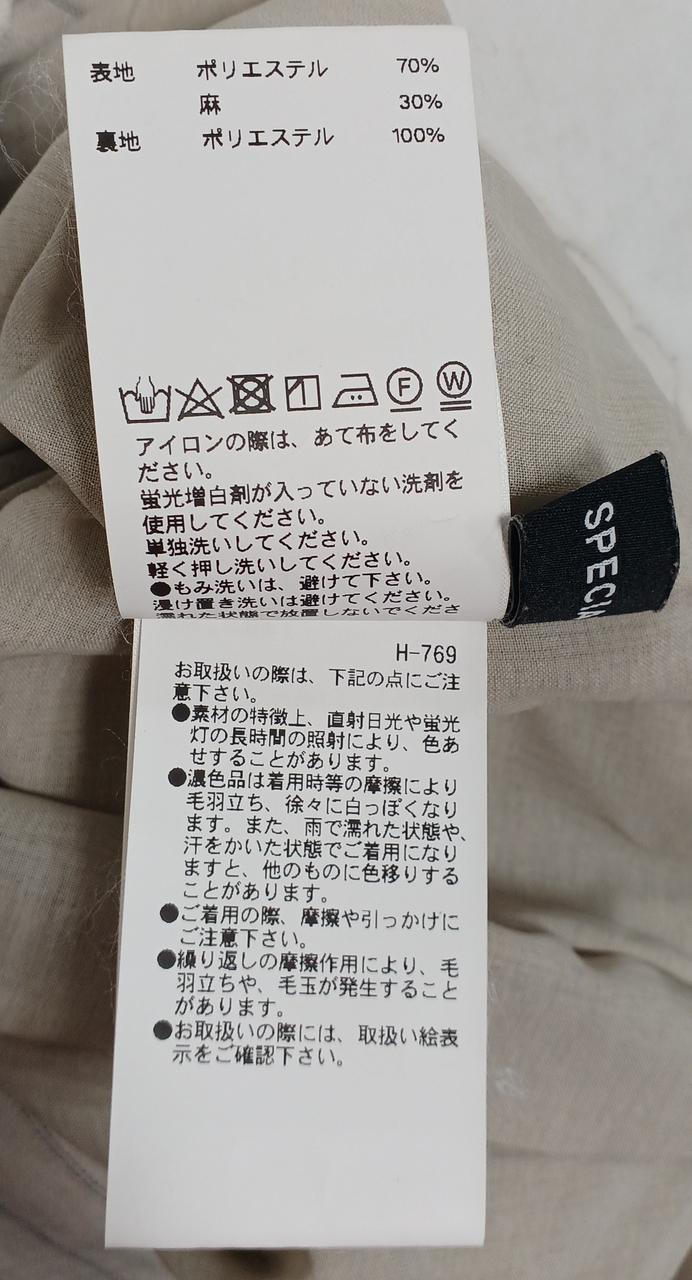 表地 ポリエステル 70%
麻 30%
裏地 ポリエステル 100%
F W
アイロンの際は、あて布をしてく
ださい。
蛍光増白剤が入っていない洗剤を
使用してください。
単独洗いしてください。
軽く押し洗いしてください。
●もみ洗いは、避けて下さい。
浸け置き洗いは避けてください。
濡れた状態で放置しないでくださ
SPECIA
H-769
お取扱いの際は、下記の点にご注
意下さい。
●素材の特徴上、直射日光や蛍光
灯の長時間の照射により、色あ
せすることがあります。
●濃色品は着用時等の摩擦により
毛羽立ち、徐々に白っぽくなり
ます。また、雨で濡れた状態や、
汗をかいた状態でご着用になり
ますと、他のものに色移りする
ことがあります。
●ご着用の際、摩擦や引っかけに
ご注意下さい。
●繰り返しの摩擦作用により、毛
羽立ちや、毛玉が発生すること
があります。
●お取扱いの際には、取扱い絵表
示をご確認下さい。